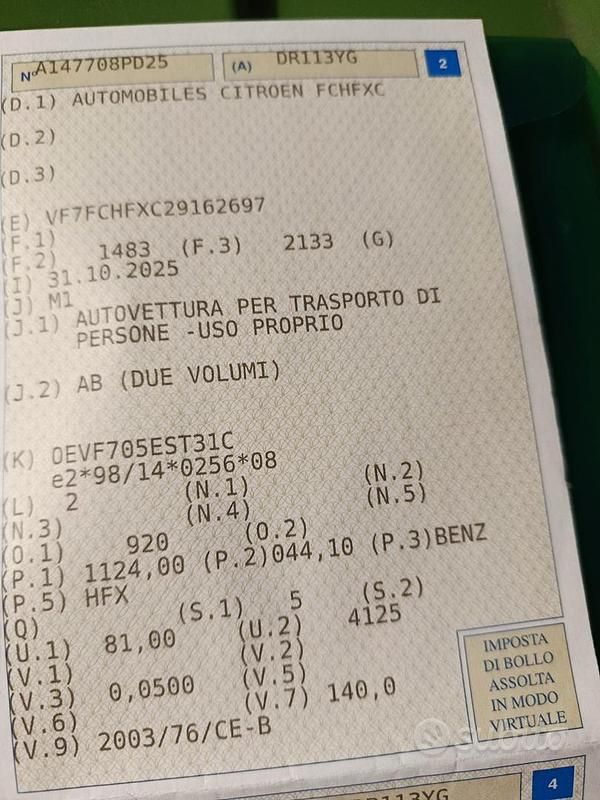 N° A147708PD25 (A) DR113YG 2
(D.1) AUTOMOBILES CITROEN FCHFXC
(D.2)
(D.3)
(E) VF7FCHFXC29162697
(F.1)
(F.2) 1483 (F.3) 2133 (G)
(I) 31.10.2025
(J) M1
(J.1) AUTOVETTURA PER TRASPORTO DI
PERSONE -USO PROPRIO
(J.2) AB (DUE VOLUMI)
(K) OEVF705EST31C
e2*98/14*0256*08
(L) 2 (N.1) (N.2)
(N.3) (N.4) (N.5)
(O.1) 920 (O.2)
(P.1) 1124,00 (P.2)044,10 (P.3)BENZ
(P.5) HFX
(Q) (S.1) 5 (S.2)
(U.1) 81,00 (U.2) 4125
(V.1) (V.2)
(V.3) 0,0500 (V.5)
(V.6) (V.7) 140,0
(V.9) 2003/76/CE-B
IMPOSTA
DI BOLLO
ASSOLTA
IN MODO
VIRTUALE
subito
DR113YG 4